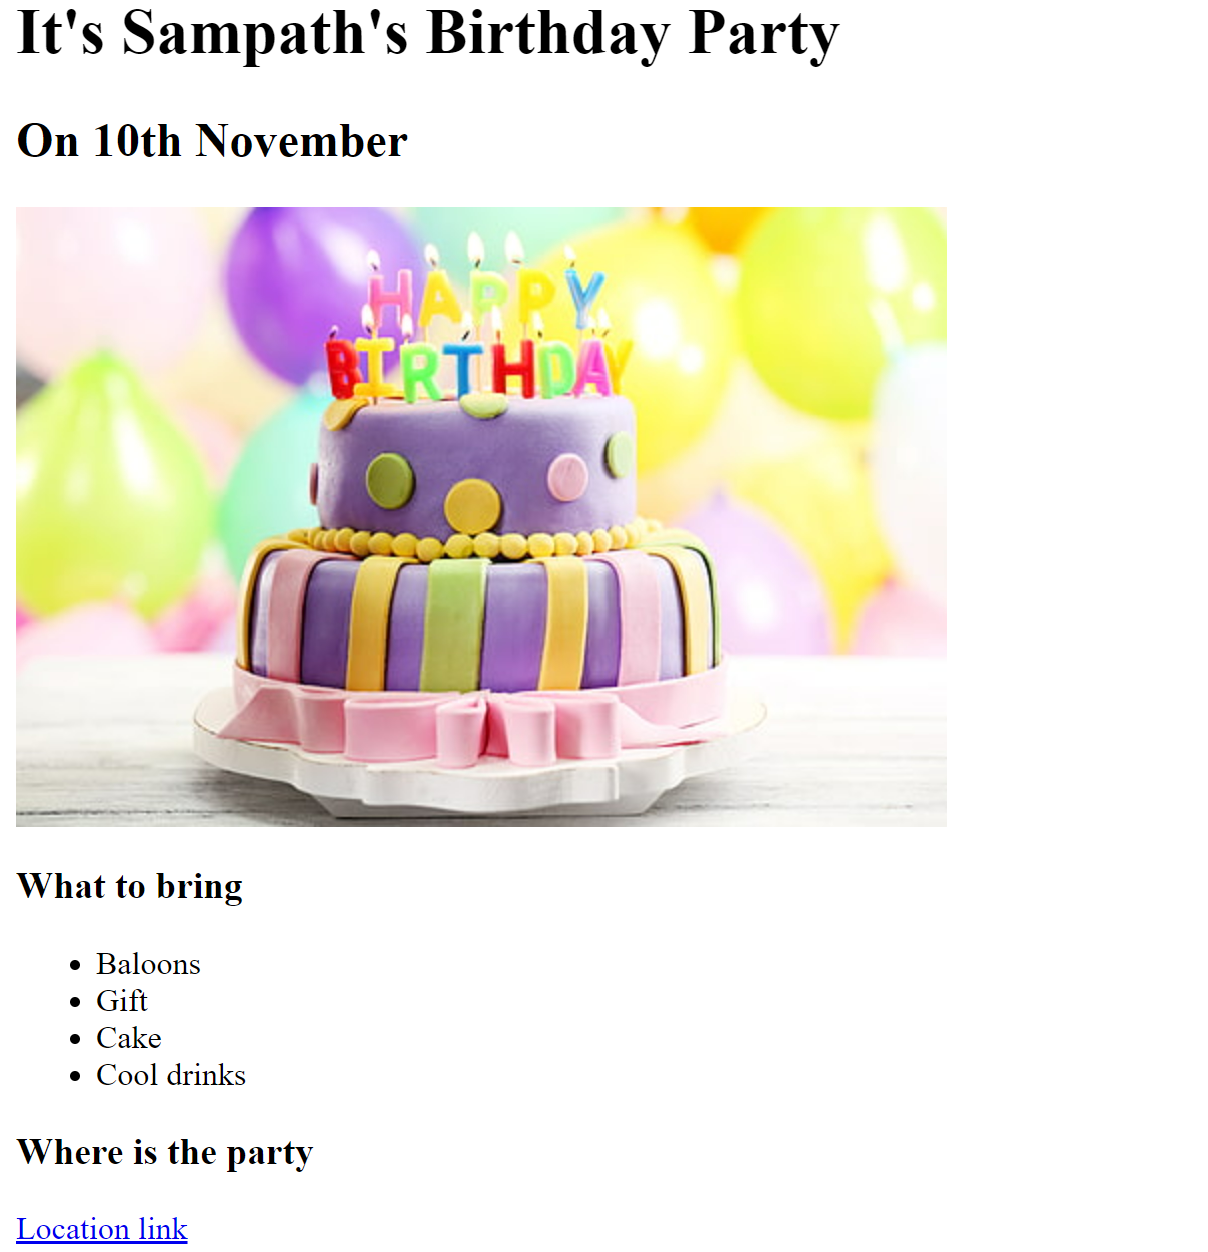 It's Sampath's Birthday Party
On 10th November
HAPPY
BIRTHDAY
What to bring
Baloons
Gift
Cake
Cool drinks
Where is the party
Location link